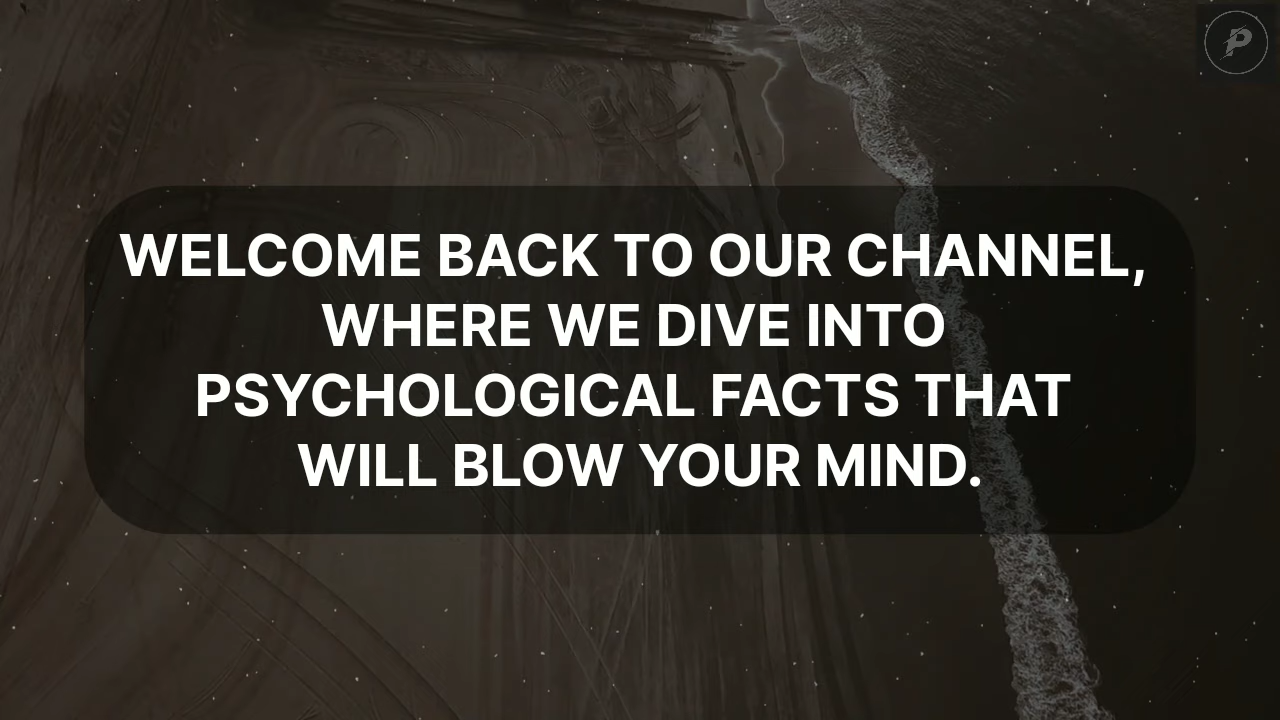 WELCOME BACK TO OUR CHANNEL,
WHERE WE DIVE INTO
PSYCHOLOGICAL FACTS THAT
WILL BLOW YOUR MIND.